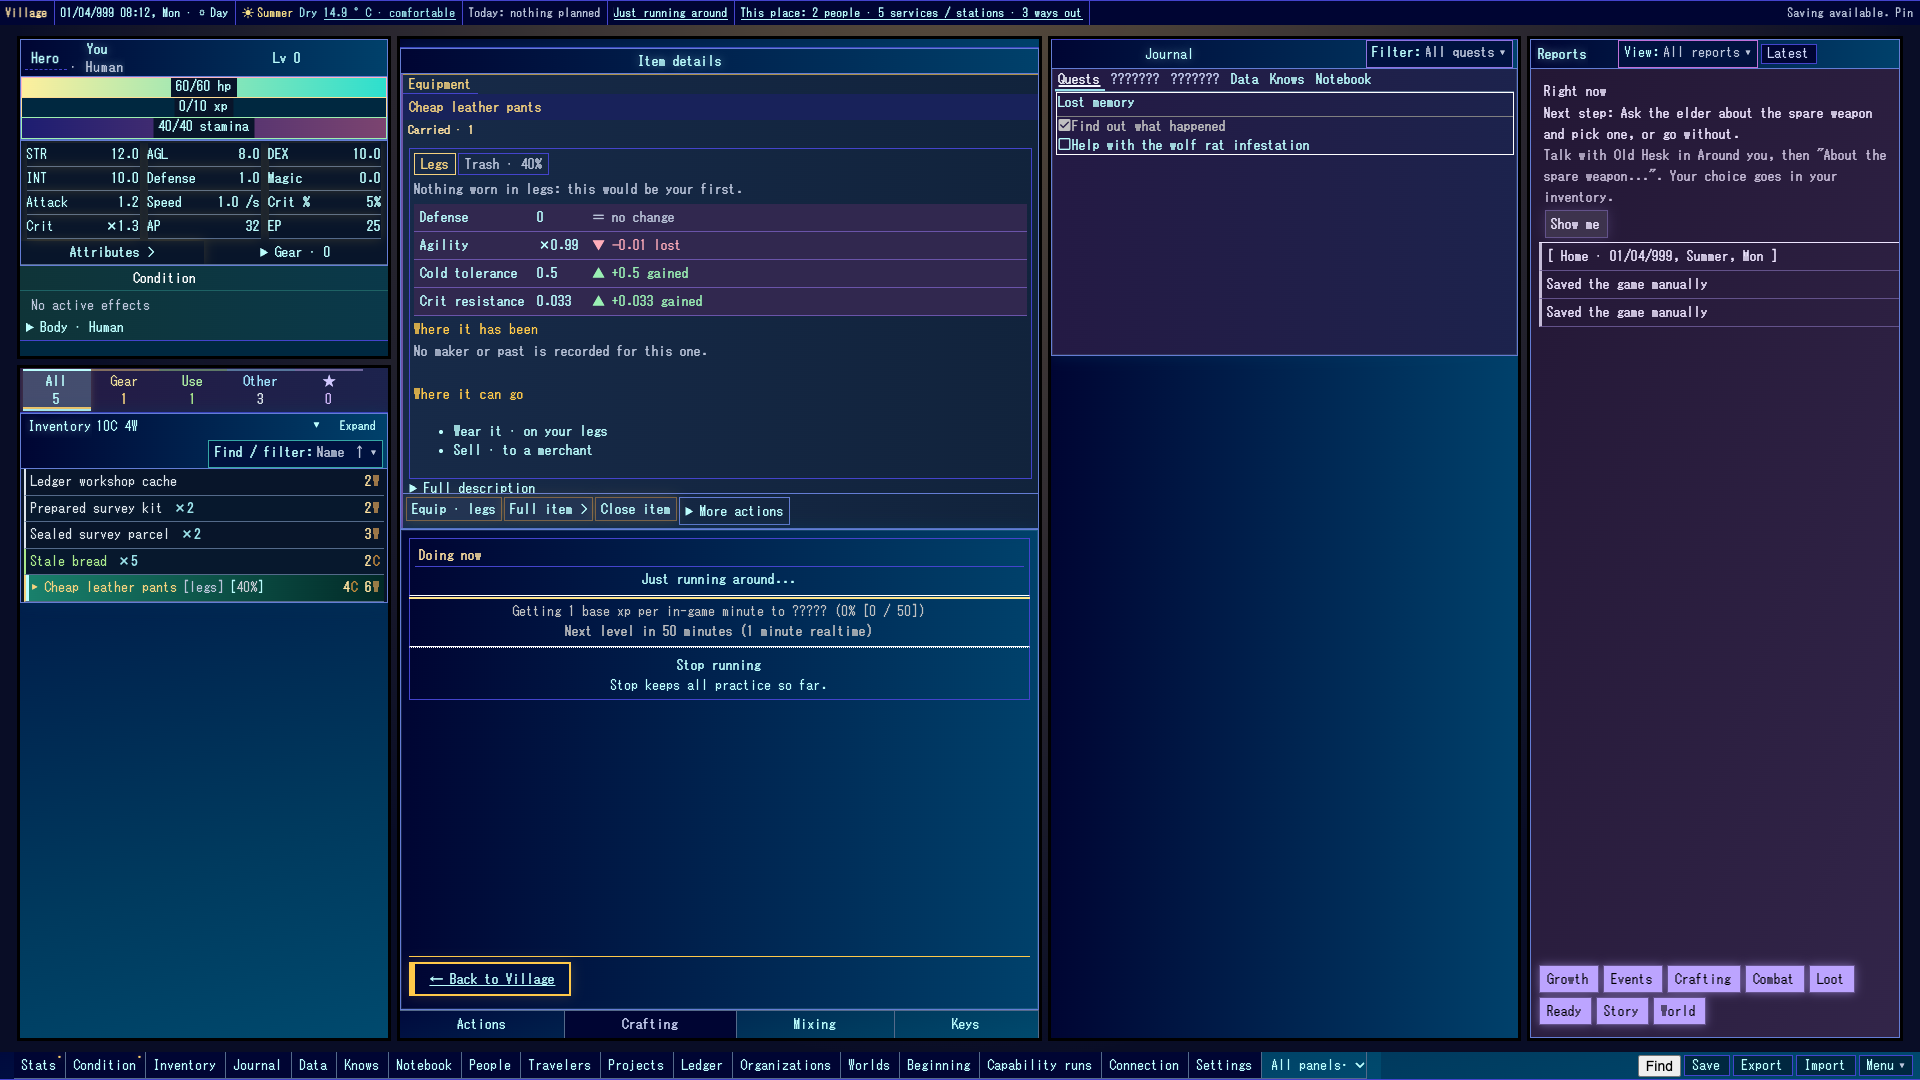 Village 01/04/999 08:12, Mon · ☼ Day ☀ Summer Dry 14.9 ° C · comfortable Today: nothing planned Just running around This place: 2 people · 5 services / stations · 3 ways out Saving available. Pin
Hero · You Human Lv 0
60/60 hp
0/10 xp
40/40 stamina
STR 12.0 AGL 8.0 DEX 10.0
INT 10.0 Defense 1.0 Magic 0.0
Attack 1.2 Speed 1.0 /s Crit % 5%
Crit ×1.3 AP 32 EP 25
Attributes > ▶ Gear · 0
Condition
No active effects
▶ Body · Human
All Gear Use Other ★
5 1 1 3 0
Inventory 10C 4W ▼ Expand
Find / filter: Name ↑ ▾
Ledger workshop cache 2W
Prepared survey kit ×2 2W
Sealed survey parcel ×2 3W
Stale bread ×5 2C
▸ Cheap leather pants [legs] [40%] 4C 6W
Item details
Equipment
Cheap leather pants
Carried · 1
Legs Trash · 40%
Nothing worn in legs: this would be your first.
Defense 0 = no change
Agility ×0.99 ▼ -0.01 lost
Cold tolerance 0.5 ▲ +0.5 gained
Crit resistance 0.033 ▲ +0.033 gained
Where it has been
No maker or past is recorded for this one.
Where it can go
• Wear it · on your legs
• Sell · to a merchant
▶ Full description
Equip · legs Full item > Close item ▶ More actions
Doing now
Just running around...
Getting 1 base xp per in-game minute to ????? (0% [0 / 50])
Next level in 50 minutes (1 minute realtime)
Stop running
Stop keeps all practice so far.
← Back to Village
Actions Crafting Mixing Keys
Journal Filter: All quests ▾
Quests ??????? ??????? Data Knows Notebook
Lost memory
☑Find out what happened
☐Help with the wolf rat infestation
Reports View: All reports ▾ Latest
Right now
Next step: Ask the elder about the spare weapon
and pick one, or go without.
Talk with Old Hesk in Around you, then "About the
spare weapon...". Your choice goes in your
inventory.
Show me
[ Home · 01/04/999, Summer, Mon ]
Saved the game manually
Saved the game manually
Growth Events Crafting Combat Loot
Ready Story World
Stats Condition Inventory Journal Data Knows Notebook People Travelers Projects Ledger Organizations Worlds Beginning Capability runs Connection Settings All panels· Find Save Export Import Menu ▾